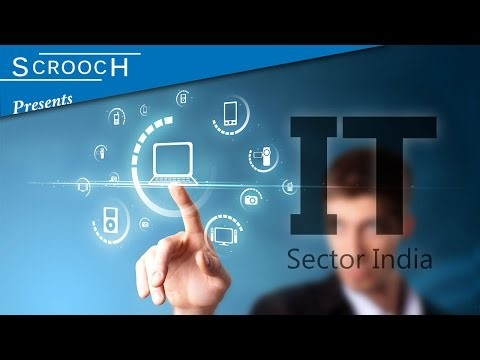 SCROOCH
Presents
IT
Sector India